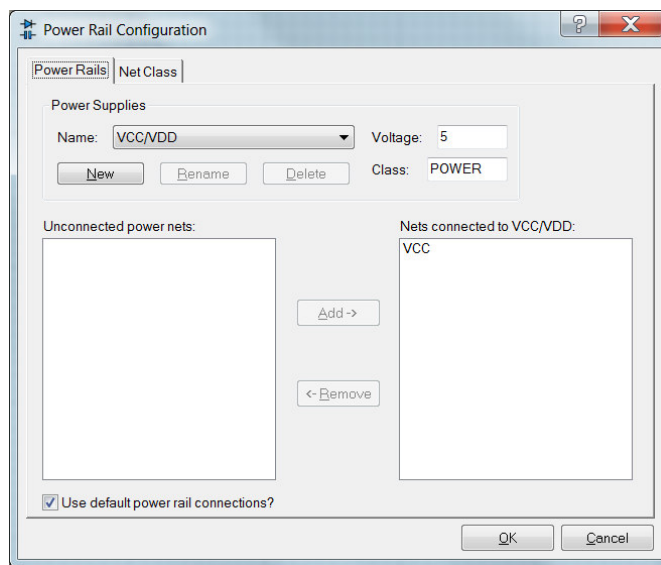 Power Rail Configuration
Power Rails Net Class
Power Supplies
Name: VCC/VDD Voltage: 5
New Rename Delete Class: POWER
Unconnected power nets: Nets connected to VCC/VDD:
VCC
Add ->
<- Remove
Use default power rail connections?
OK Cancel